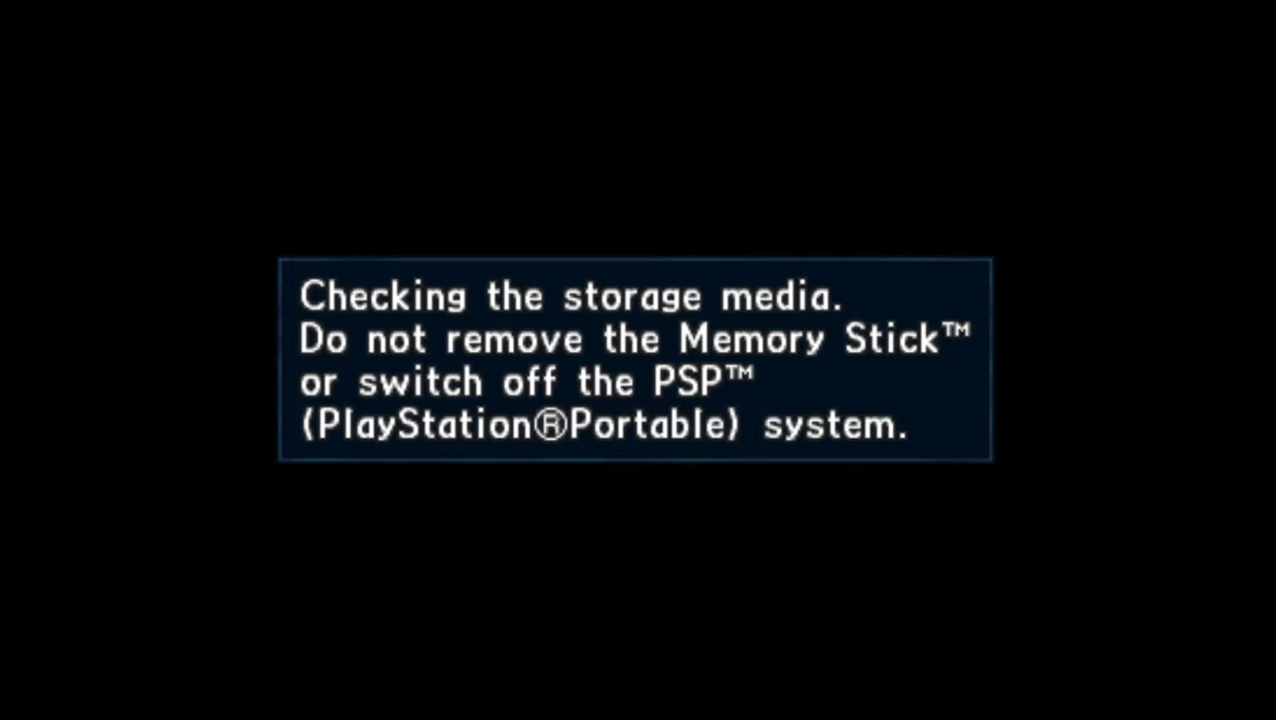 Checking the storage media.
Do not remove the Memory Stick™
or switch off the PSP™
(PlayStation®Portable) system.